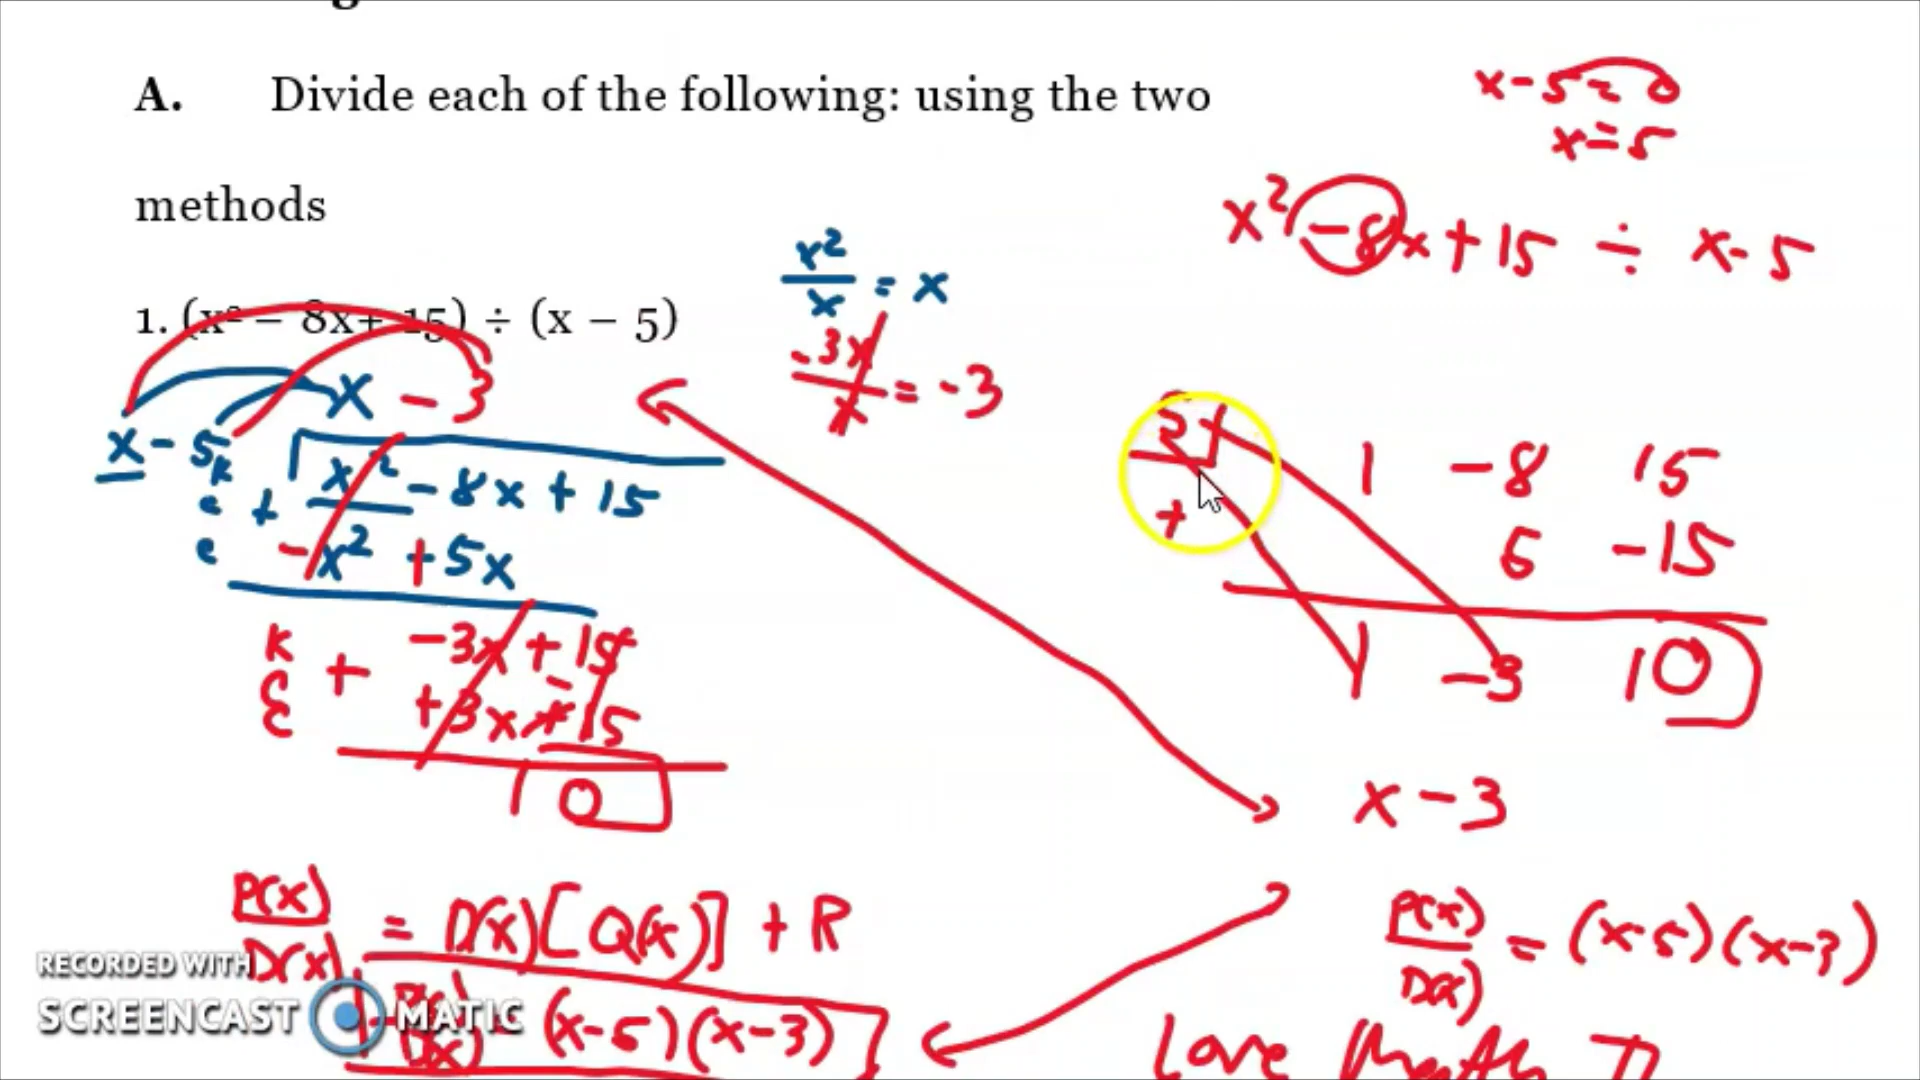 A. Divide each of the following: using the two
methods
1. (x² – 8x+ 15) ÷ (x – 5)
x - 3
x - 5
x² - 8x + 15
- x² + 5x
k + -3x + 15
+3x - 15
0
x²/x = x
-3x/x = -3
P(x)/D(x) = D(x)[Q(x)] + R
= (x-5)(x-3)
x-5=0
x=5
x² -8x+15 ÷ x-5
1 -8 15
5 -15
1 -3 0
x - 3
P(x)/D(x) = (x-5)(x-3)
Love Math
RECORDED WITH
SCREENCAST MATIC